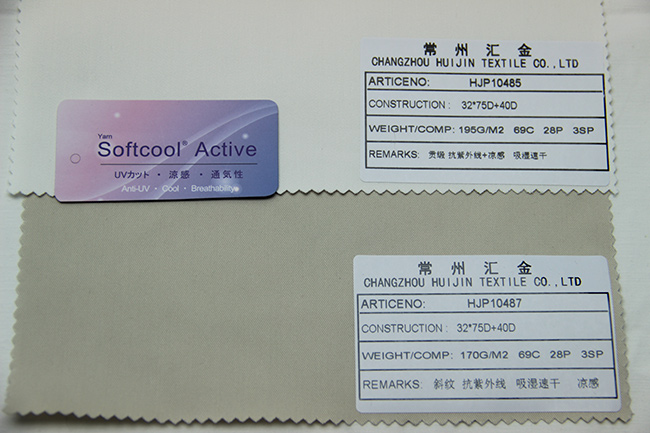 常州汇金
CHANGZHOU HUIJIN TEXTILE CO.,LTD
ARTICENO: HJP10485
CONSTRUCTION: 32*75D+40D
WEIGHT/COMP: 195G/M2 69C 28P 3SP
REMARKS: 贡缎 抗紫外线+凉感 吸湿速干
Yarn
Softcool® Active
UVカット・涼感・通気性
Anti-UV · Cool · Breathability
常州汇金
CHANGZHOU HUIJIN TEXTILE CO.,LTD
ARTICENO: HJP10487
CONSTRUCTION: 32*75D+40D
WEIGHT/COMP: 170G/M2 69C 28P 3SP
REMARKS: 斜纹 抗紫外线 吸湿速干 凉感